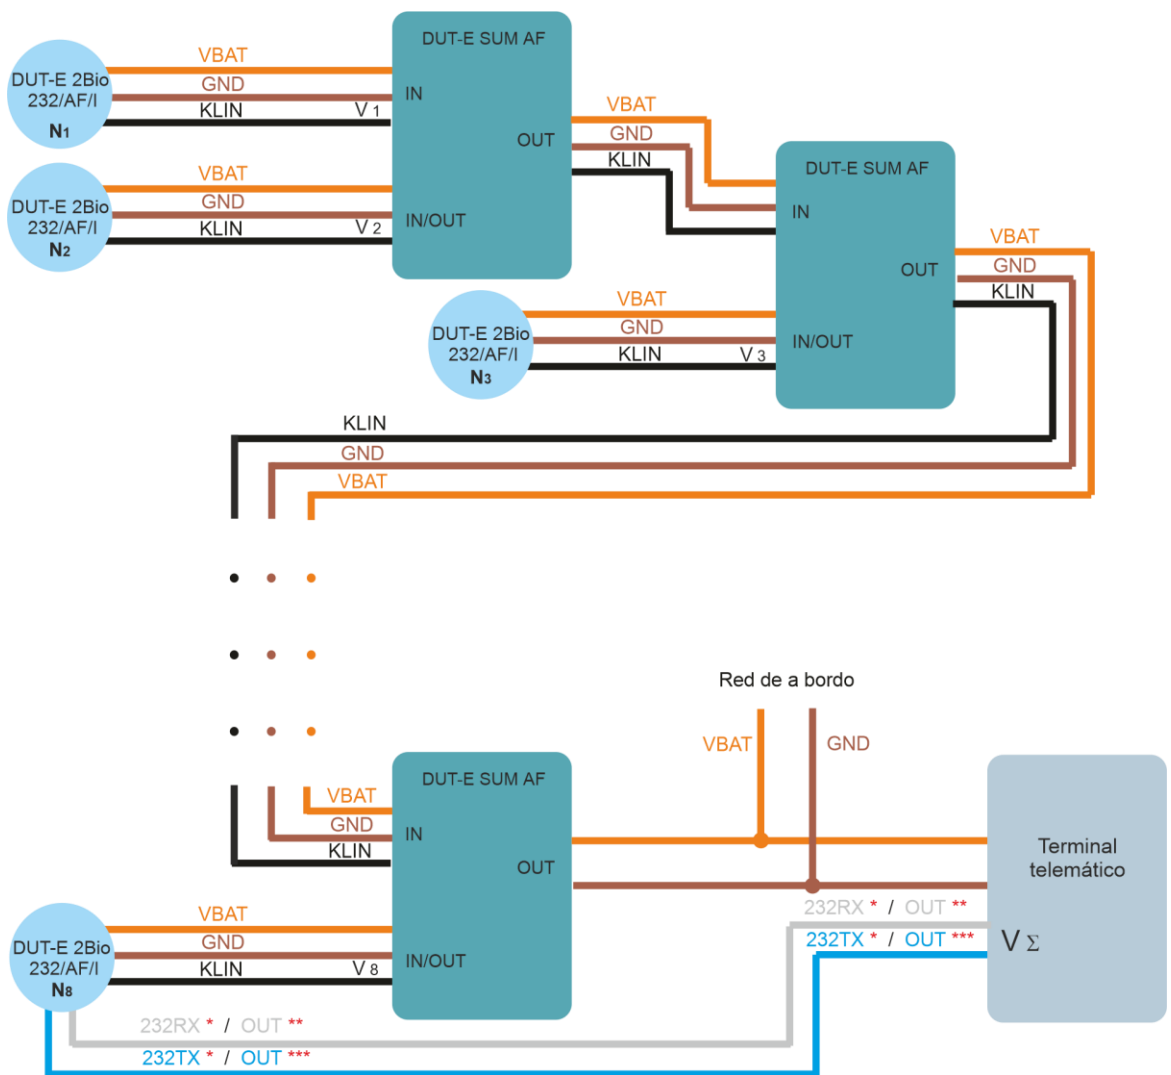 DUT-E SUM AF
VBAT
DUT-E 2Bio
232/AF/I
N1
GND
KLIN
V 1
IN
VBAT
GND
KLIN
OUT
DUT-E SUM AF
VBAT
DUT-E 2Bio
232/AF/I
N2
GND
KLIN
V 2
IN/OUT
IN
VBAT
GND
KLIN
OUT
VBAT
DUT-E 2Bio
232/AF/I
N3
GND
KLIN
V 3
IN/OUT
KLIN
GND
VBAT
Red de a bordo
VBAT
GND
DUT-E SUM AF
VBAT
GND
KLIN
IN
OUT
Terminal
telemático
232RX * / OUT **
232TX * / OUT ***
V Σ
VBAT
DUT-E 2Bio
232/AF/I
N8
GND
KLIN
V 8
IN/OUT
232RX * / OUT **
232TX * / OUT ***